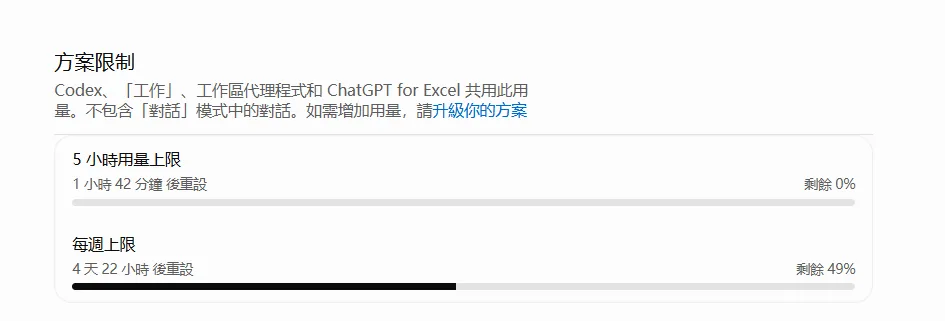 方案限制
Codex、「工作」、工作區代理程式和 ChatGPT for Excel 共用此用
量。不包含「對話」模式中的對話。如需增加用量，請升級你的方案
5 小時用量上限
1 小時 42 分鐘 後重設
剩餘 0%
每週上限
4 天 22 小時 後重設
剩餘 49%